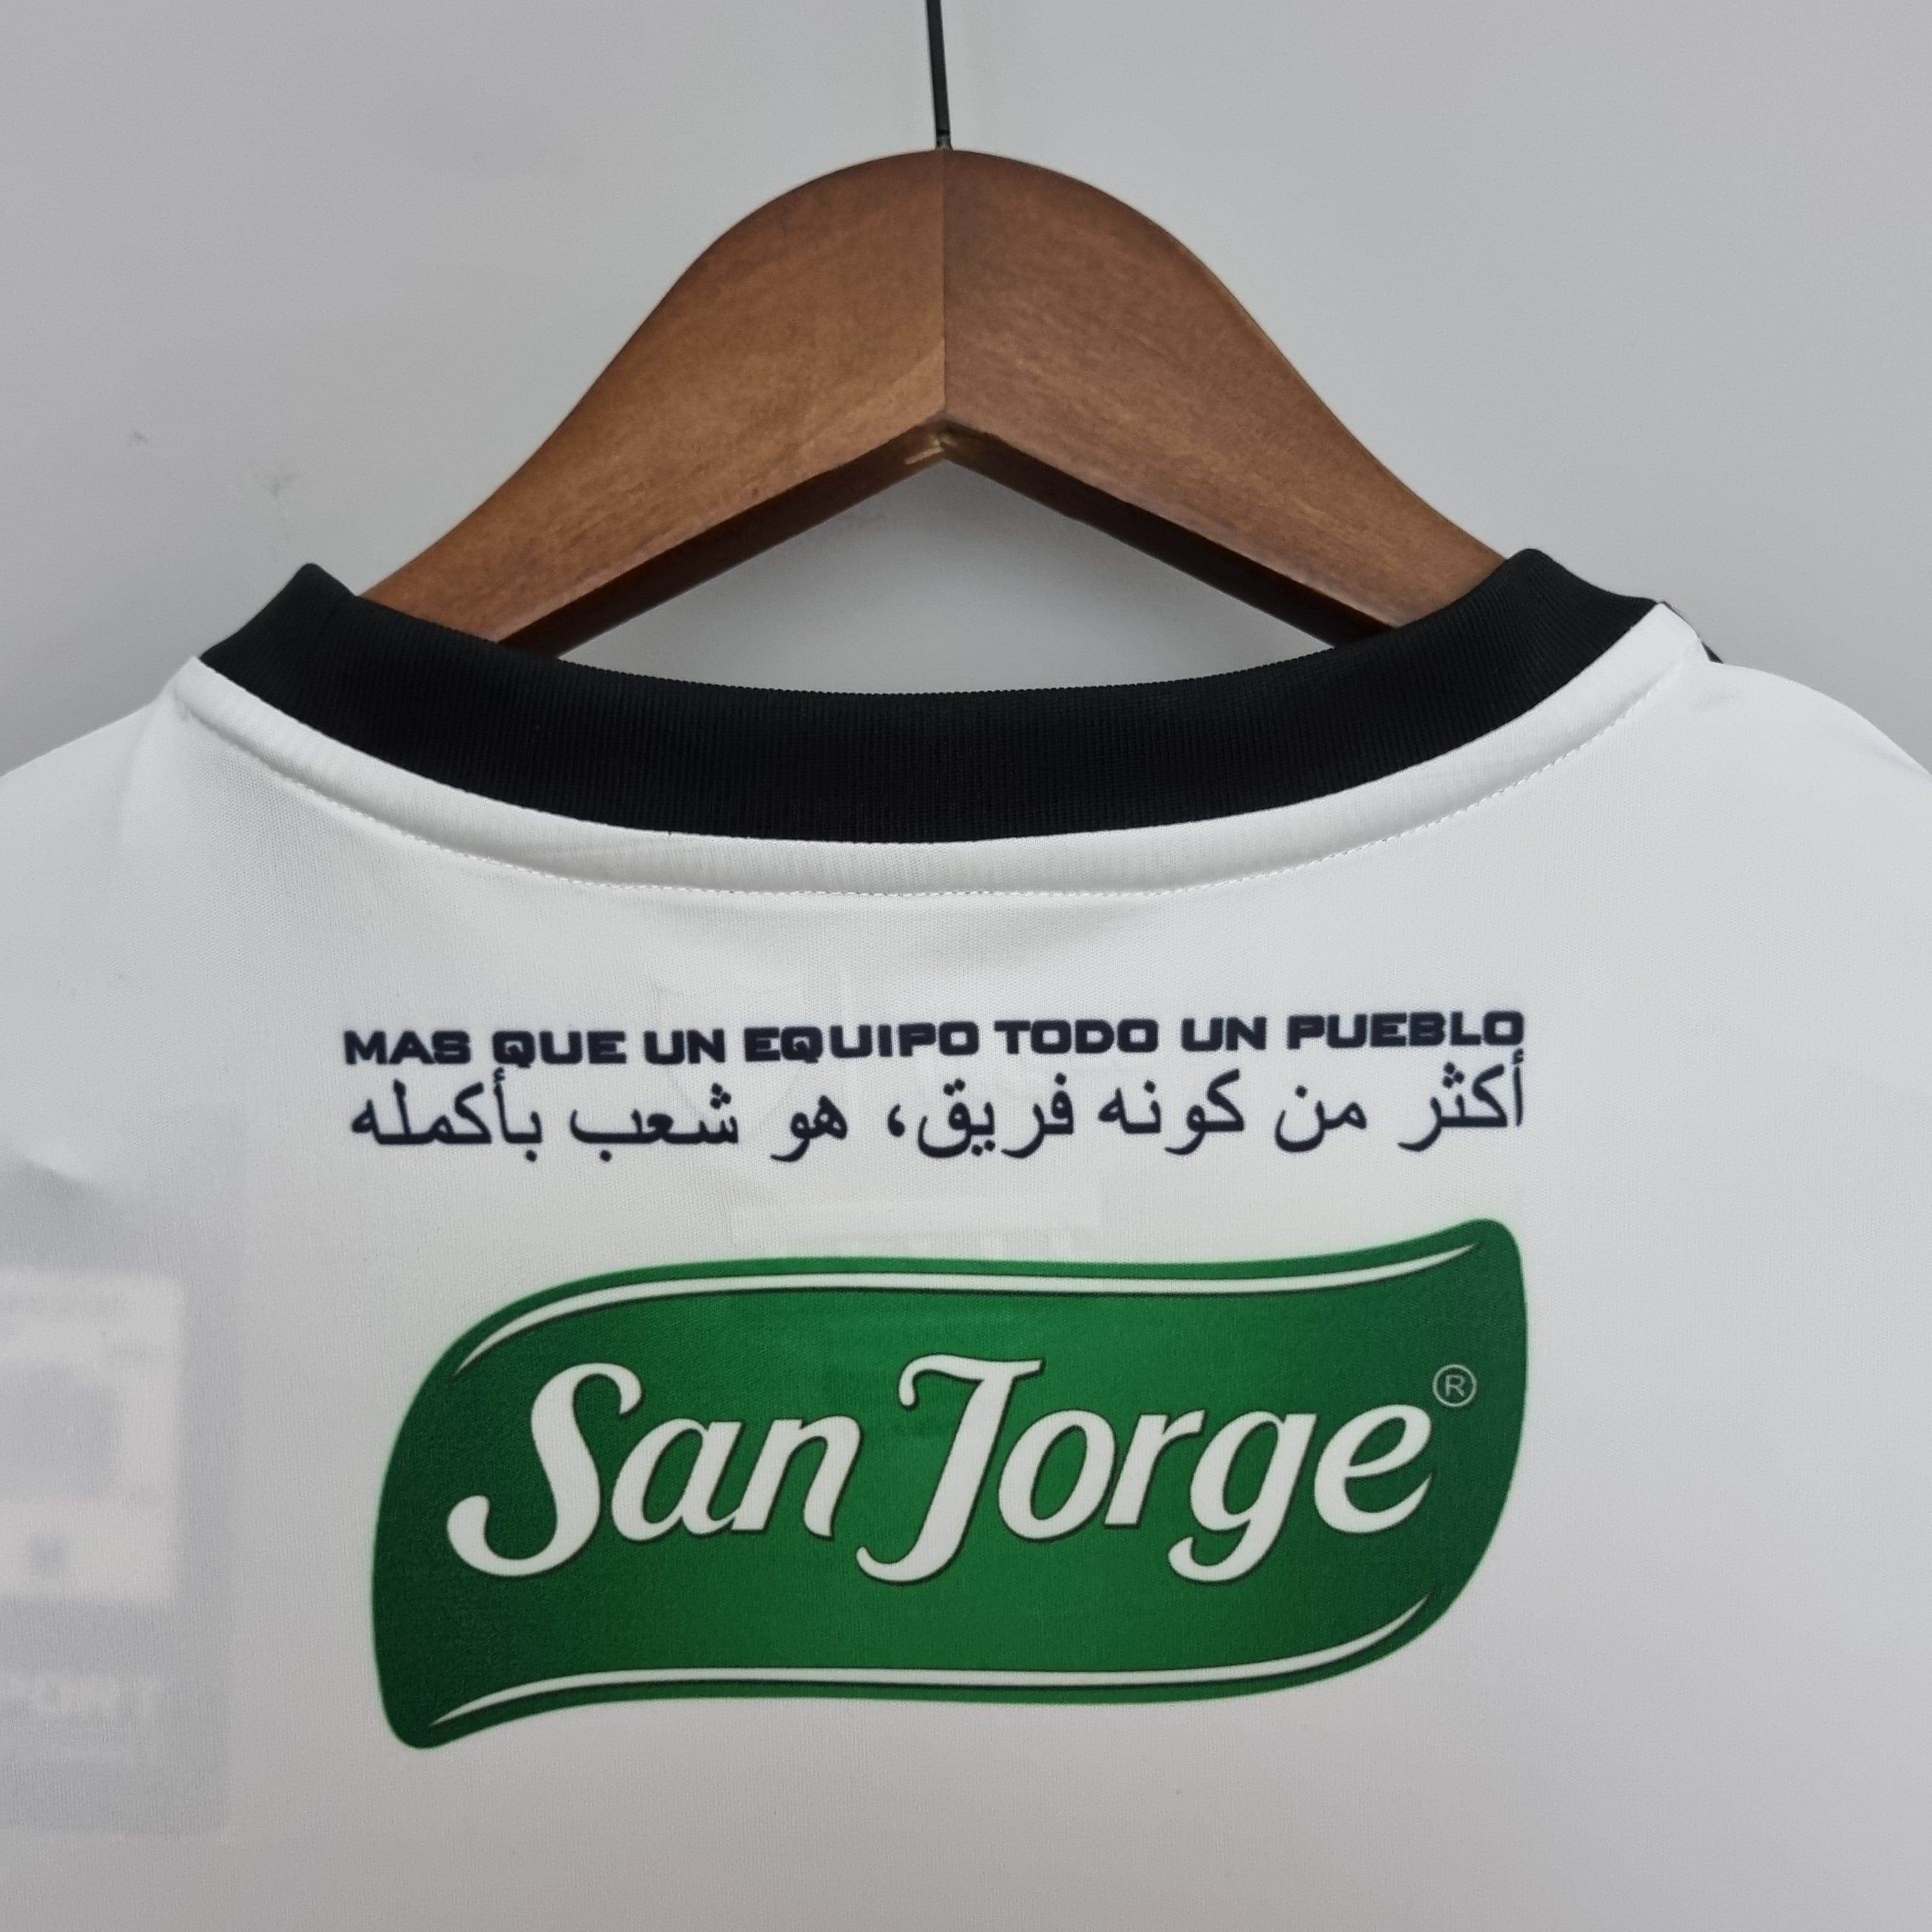 MAS QUE UN EQUIPO TODO UN PUEBLO
أكثر من كونه فريق، هو شعب بأكمله
San Jorge®